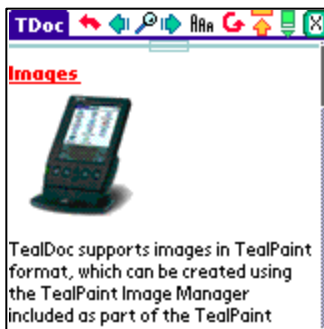 TDoc AAA
Images
TealDoc supports images in TealPaint
format, which can be created using
the TealPaint Image Manager
included as part of the TealPaint